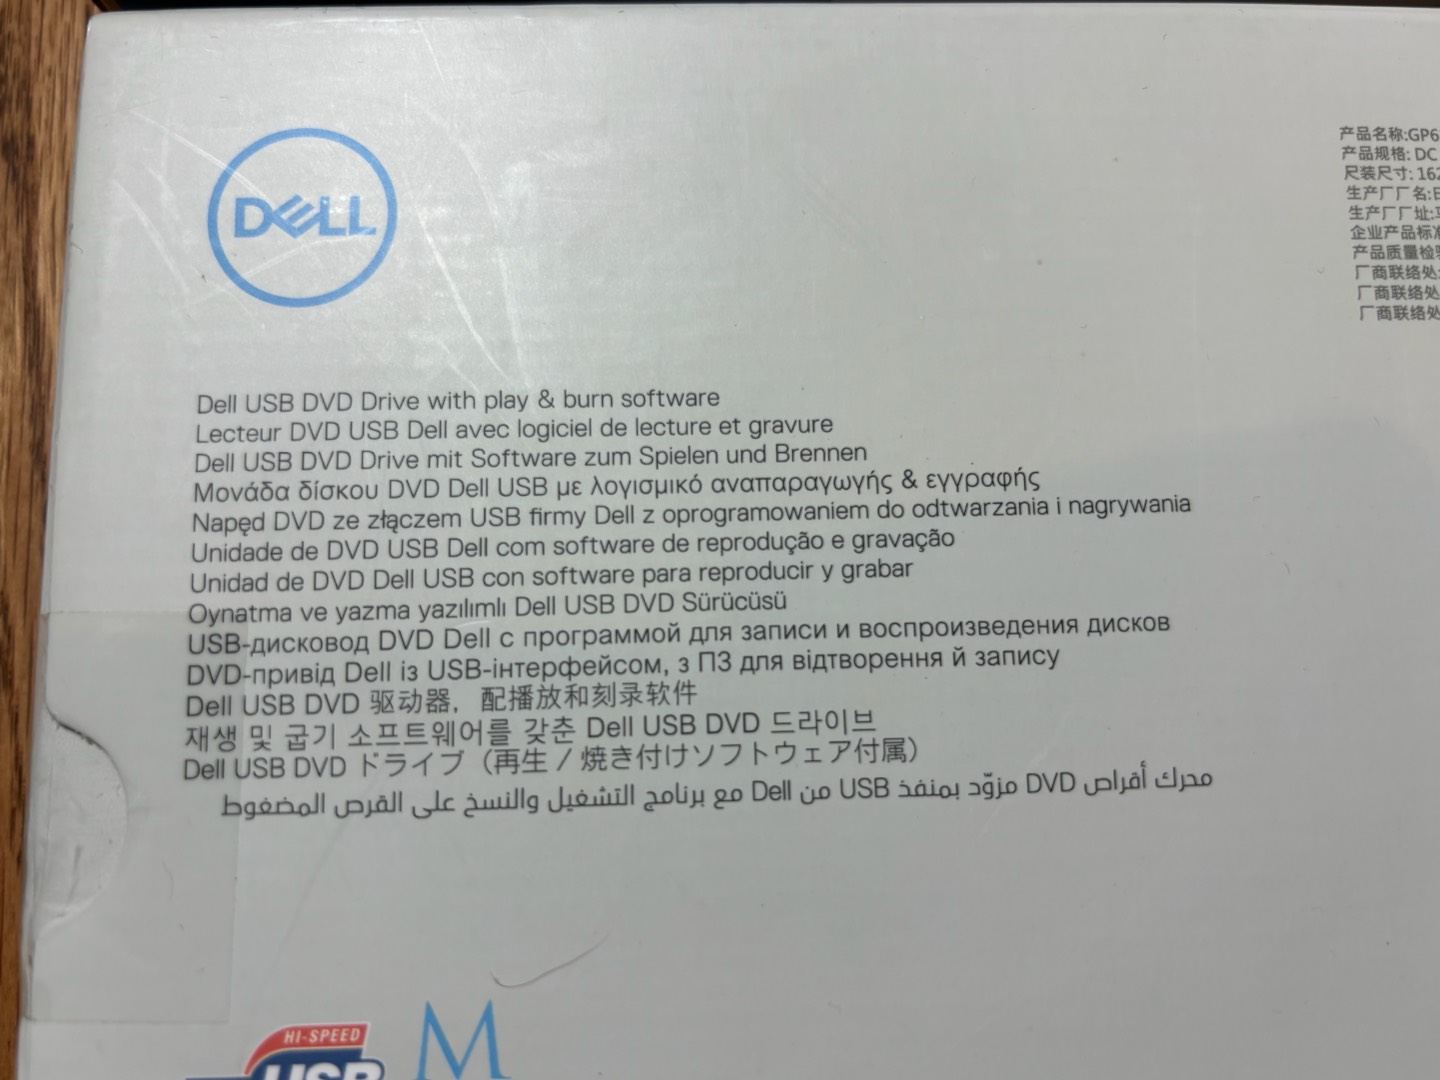 DELL
产品名称:GP6
产品规格: DC
尺装尺寸: 162
生产厂厂名:
生产厂厂址:
企业产品标准
产品质量检验
厂商联络处
厂商联络处
厂商联络处
Dell USB DVD Drive with play & burn software
Lecteur DVD USB Dell avec logiciel de lecture et gravure
Dell USB DVD Drive mit Software zum Spielen und Brennen
Μονάδα δίσκου DVD Dell USB με λογισμικό αναπαραγωγής & εγγραφής
Napęd DVD ze złączem USB firmy Dell z oprogramowaniem do odtwarzania i nagrywania
Unidade de DVD USB Dell com software de reprodução e gravação
Unidad de DVD Dell USB con software para reproducir y grabar
Oynatma ve yazma yazılımlı Dell USB DVD Sürücüsü
USB-дисковод DVD Dell с программой для записи и воспроизведения дисков
DVD-привід Dell із USB-інтерфейсом, з ПЗ для відтворення й запису
Dell USB DVD 驱动器，配播放和刻录软件
재생 및 굽기 소프트웨어를 갖춘 Dell USB DVD 드라이브
Dell USB DVD ドライブ（再生 / 焼き付けソフトウェア付属）
محرك أقراص DVD مزوّد بمنفذ USB من Dell مع برنامج التشغيل والنسخ على القرص المضغوط
HI-SPEED
USB
M